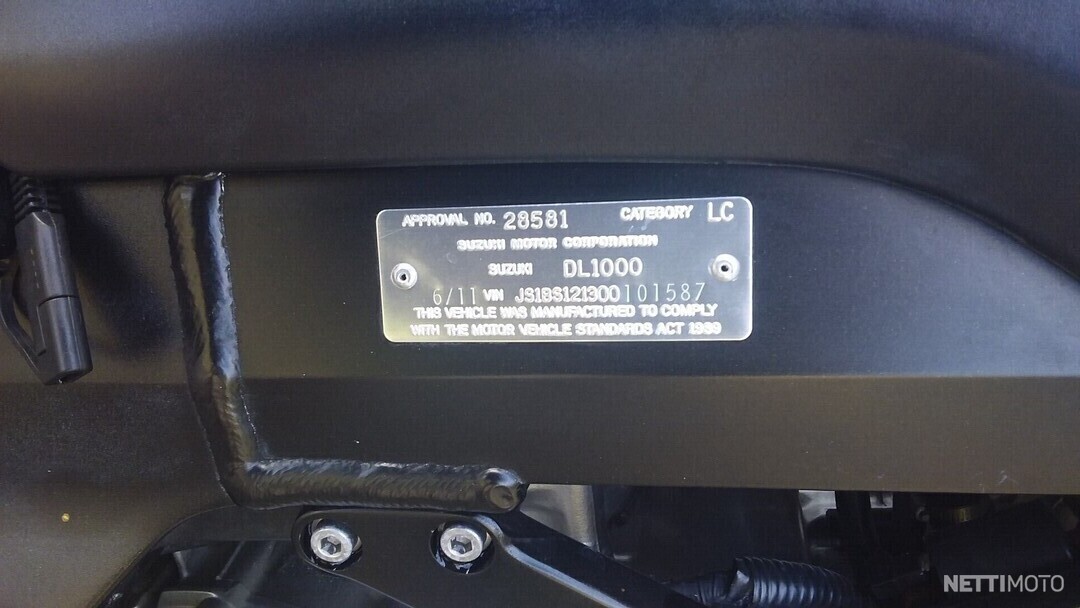 APPROVAL NO. 28581 CATEGORY LC
SUZUKI MOTOR CORPORATION
SUZUKI DL1000
6/11 VIN JS1BS121300101587
THIS VEHICLE WAS MANUFACTURED TO COMPLY
WITH THE MOTOR VEHICLE STANDARDS ACT 1989
NETTIMOTO